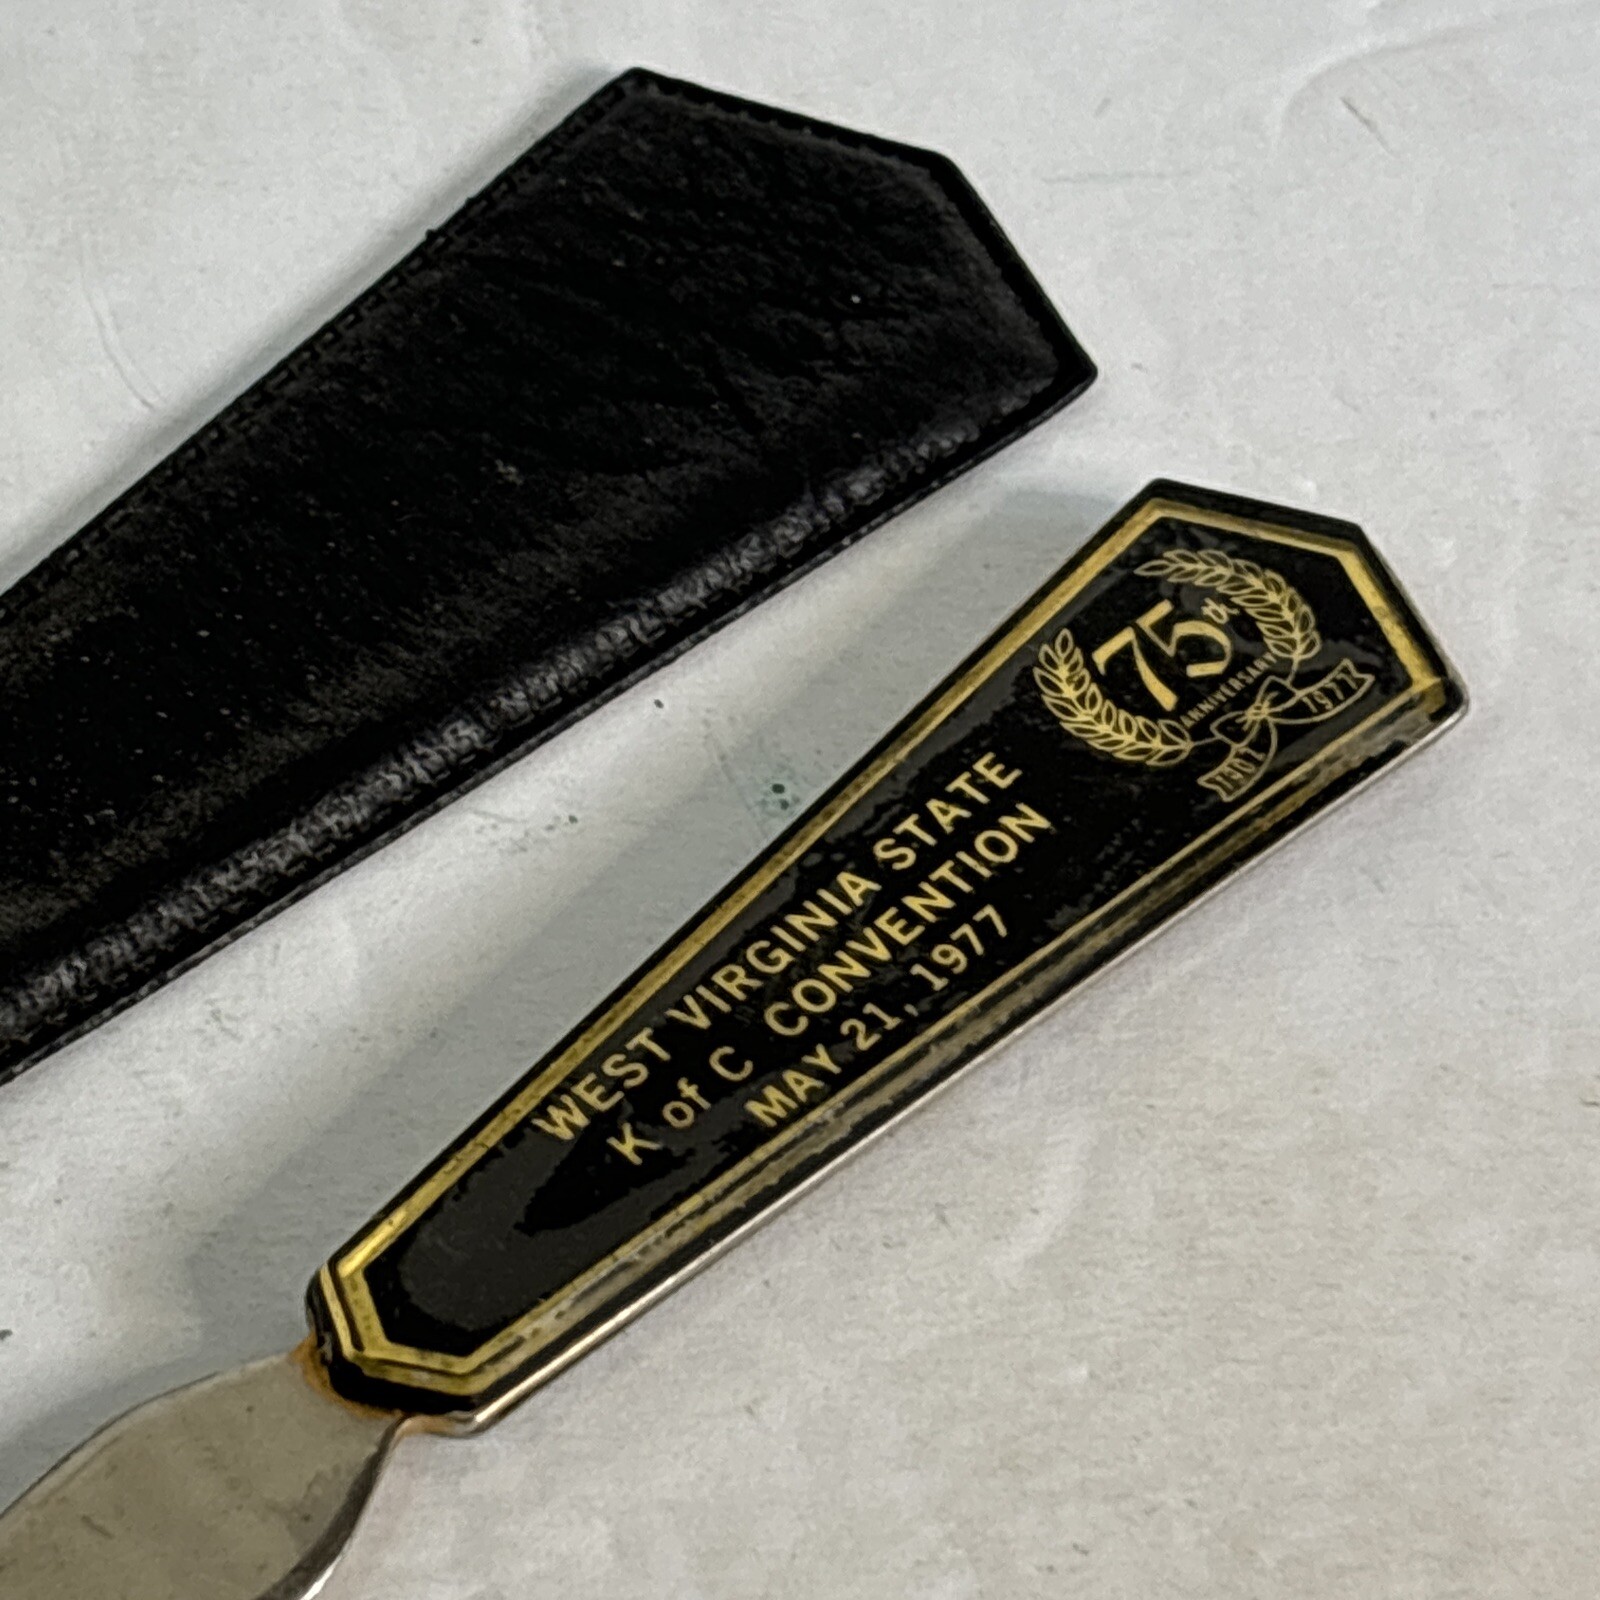 75th
ANNIVERSARY
1977
WEST VIRGINIA STATE
K of C CONVENTION
MAY 21, 1977